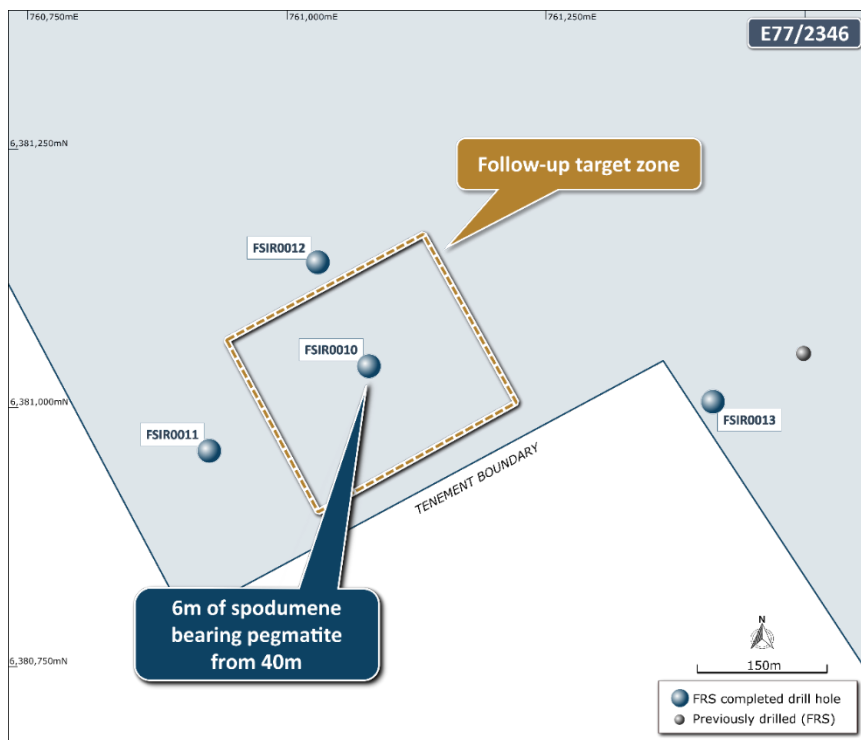 760,750mE
761,000mE
761,250mE
E77/2346
6,381,250mN
Follow-up target zone
FSIR0012
FSIR0010
6,381,000mN
FSIR0011
FSIR0013
TENEMENT BOUNDARY
6m of spodumene
bearing pegmatite
from 40m
N
6,380,750mN
150m
FRS completed drill hole
Previously drilled (FRS)